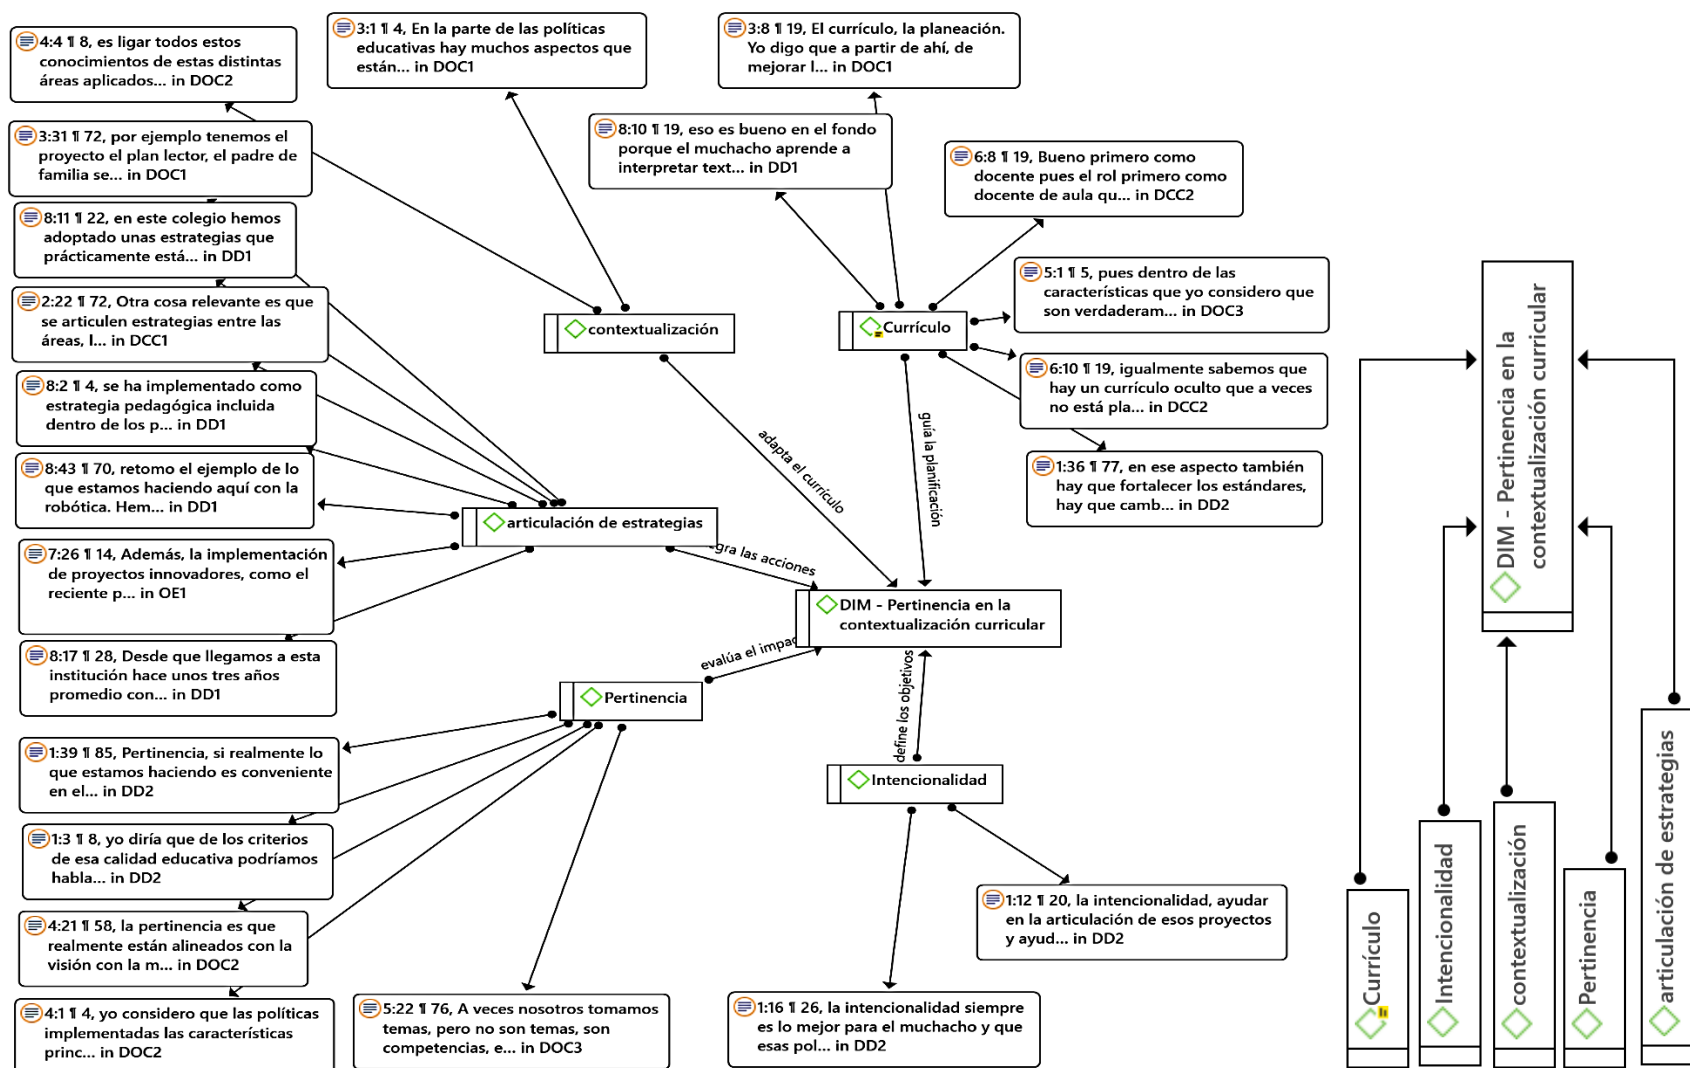 4:4 ¶ 8, es ligar todos estos
conocimientos de estas distintas
áreas aplicados... in DOC2
3:1 ¶ 4, En la parte de las políticas
educativas hay muchos aspectos que
están... in DOC1
3:8 ¶ 19, El currículo, la planeación.
Yo digo que a partir de ahí, de
mejorar l... in DOC1
3:31 ¶ 72, por ejemplo tenemos el
proyecto el plan lector, el padre de
familia se... in DOC1
8:10 ¶ 19, eso es bueno en el fondo
porque el muchacho aprende a
interpretar text... in DD1
6:8 ¶ 19, Bueno primero como
docente pues el rol primero como
docente de aula qu... in DCC2
8:11 ¶ 22, en este colegio hemos
adoptado unas estrategias que
prácticamente está... in DD1
5:1 ¶ 5, pues dentro de las
características que yo considero que
son verdaderam... in DOC3
2:22 ¶ 72, Otra cosa relevante es que
se articulen estrategias entre las
áreas, l... in DCC1
contextualización
Currículo
6:10 ¶ 19, igualmente sabemos que
hay un currículo oculto que a veces
no está pla... in DCC2
8:2 ¶ 4, se ha implementado como
estrategia pedagógica incluida
dentro de los p... in DD1
adapta el currículo
guía la planificación
8:43 ¶ 70, retomo el ejemplo de lo
que estamos haciendo aquí con la
robótica. Hem... in DD1
1:36 ¶ 77, en ese aspecto también
hay que fortalecer los estándares,
hay que camb... in DD2
articulación de estrategias
egra las acciones
7:26 ¶ 14, Además, la implementación
de proyectos innovadores, como el
reciente p... in OE1
DIM - Pertinencia en la
contextualización curricular
8:17 ¶ 28, Desde que llegamos a esta
institución hace unos tres años
promedio con... in DD1
evalúa el impac
Pertinencia
define los objetivos
Intencionalidad
1:39 ¶ 85, Pertinencia, si realmente lo
que estamos haciendo es conveniente
en el... in DD2
1:3 ¶ 8, yo diría que de los criterios
de esa calidad educativa podríamos
habla... in DD2
4:21 ¶ 58, la pertinencia es que
realmente están alineados con la
visión con la m... in DOC2
1:12 ¶ 20, la intencionalidad, ayudar
en la articulación de esos proyectos
y ayud... in DD2
4:1 ¶ 4, yo considero que las políticas
implementadas las características
princ... in DOC2
5:22 ¶ 76, A veces nosotros tomamos
temas, pero no son temas, son
competencias, e... in DOC3
1:16 ¶ 26, la intencionalidad siempre
es lo mejor para el muchacho y que
esas pol... in DD2
DIM - Pertinencia en la
contextualización curricular
Currículo
Intencionalidad
contextualización
Pertinencia
articulación de estrategias